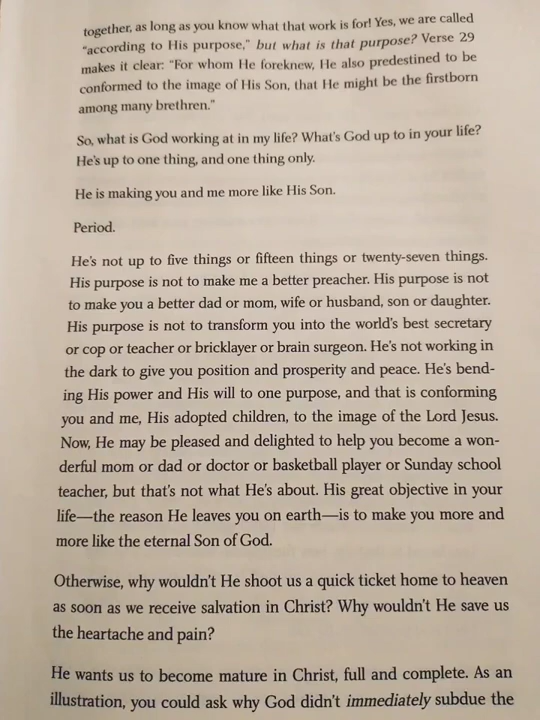 together, as long as you know what that work is for! Yes, we are called
“according to His purpose,” but what is that purpose? Verse 29
makes it clear: “For whom He foreknew, He also predestined to be
conformed to the image of His Son, that He might be the firstborn
among many brethren.”
So, what is God working at in my life? What’s God up to in your life?
He’s up to one thing, and one thing only.
He is making you and me more like His Son.
Period.
He’s not up to five things or fifteen things or twenty-seven things.
His purpose is not to make me a better preacher. His purpose is not
to make you a better dad or mom, wife or husband, son or daughter.
His purpose is not to transform you into the world’s best secretary
or cop or teacher or bricklayer or brain surgeon. He’s not working in
the dark to give you position and prosperity and peace. He’s bend-
ing His power and His will to one purpose, and that is conforming
you and me, His adopted children, to the image of the Lord Jesus.
Now, He may be pleased and delighted to help you become a won-
derful mom or dad or doctor or basketball player or Sunday school
teacher, but that’s not what He’s about. His great objective in your
life—the reason He leaves you on earth—is to make you more and
more like the eternal Son of God.
Otherwise, why wouldn’t He shoot us a quick ticket home to heaven
as soon as we receive salvation in Christ? Why wouldn’t He save us
the heartache and pain?
He wants us to become mature in Christ, full and complete. As an
illustration, you could ask why God didn’t immediately subdue the